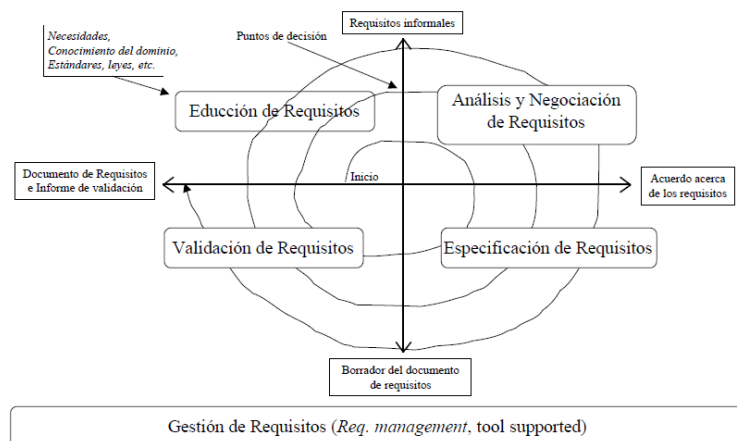 Requisitos informales
Necesidades,
Conocimiento del dominio,
Estándares, leyes, etc.
Puntos de decisión
Educción de Requisitos
Análisis y Negociación
de Requisitos
Documento de Requisitos
e Informe de validación
Inicio
Acuerdo acerca
de los requisitos
Validación de Requisitos
Especificación de Requisitos
Borrador del documento
de requisitos
Gestión de Requisitos (Req. management, tool supported)